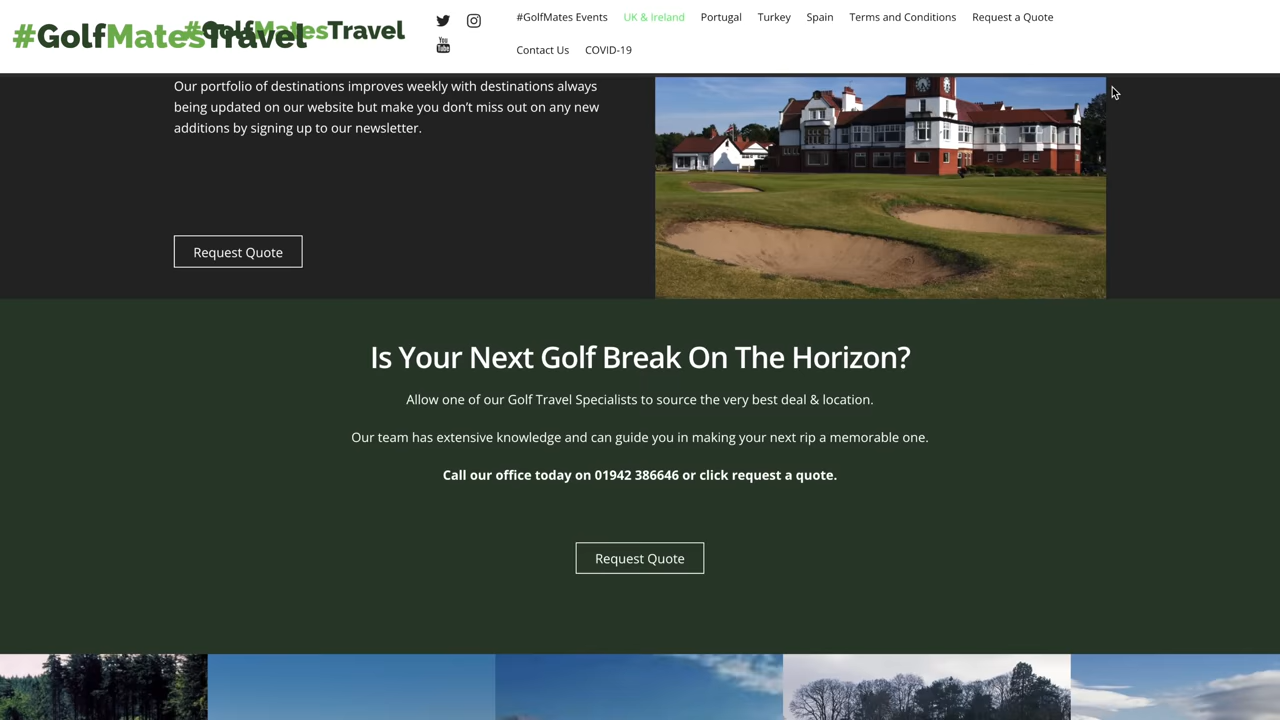 #GolfMatesTravel
#GolfMatesTravel
You
Tube
#GolfMates Events UK & Ireland Portugal Turkey Spain Terms and Conditions Request a Quote
Contact Us COVID-19
Our portfolio of destinations improves weekly with destinations always
being updated on our website but make you don't miss out on any new
additions by signing up to our newsletter.
Request Quote
Is Your Next Golf Break On The Horizon?
Allow one of our Golf Travel Specialists to source the very best deal & location.
Our team has extensive knowledge and can guide you in making your next rip a memorable one.
Call our office today on 01942 386646 or click request a quote.
Request Quote